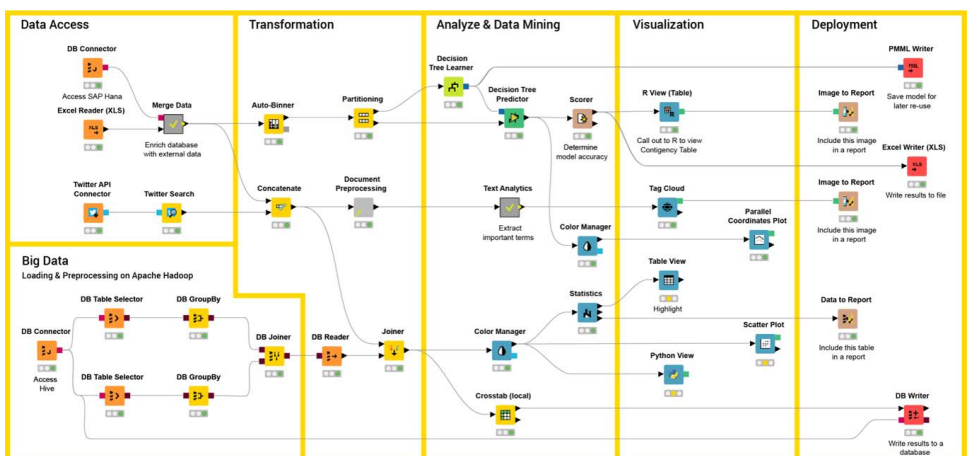 Data Access
Transformation
Analyze & Data Mining
Visualization
Deployment
DB Connector
Access SAP Hana
Excel Reader (XLS)
XLS
Merge Data
Enrich database
with external data
Twitter API
Connector
Twitter Search
Auto-Binner
Partitioning
Concatenate
Document
Preprocessing
Decision
Tree Learner
Decision Tree
Predictor
Scorer
Determine
model accuracy
Text Analytics
Extract
important terms
Color Manager
R View (Table)
Call out to R to view
Contigency Table
Tag Cloud
Parallel
Coordinates Plot
PMML Writer
Save model for
later re-use
Image to Report
Include this image
in a report
Excel Writer (XLS)
XLS
Write results to file
Image to Report
Include this image
in a report
Big Data
Loading & Preprocessing on Apache Hadoop
DB Connector
Access
Hive
DB Table Selector
DB GroupBy
DB Table Selector
DB GroupBy
DB Joiner
DB Reader
Joiner
Statistics
Color Manager
Crosstab (local)
Table View
Highlight
Scatter Plot
Python View
Data to Report
Include this table
in a report
DB Writer
Write results to a
database